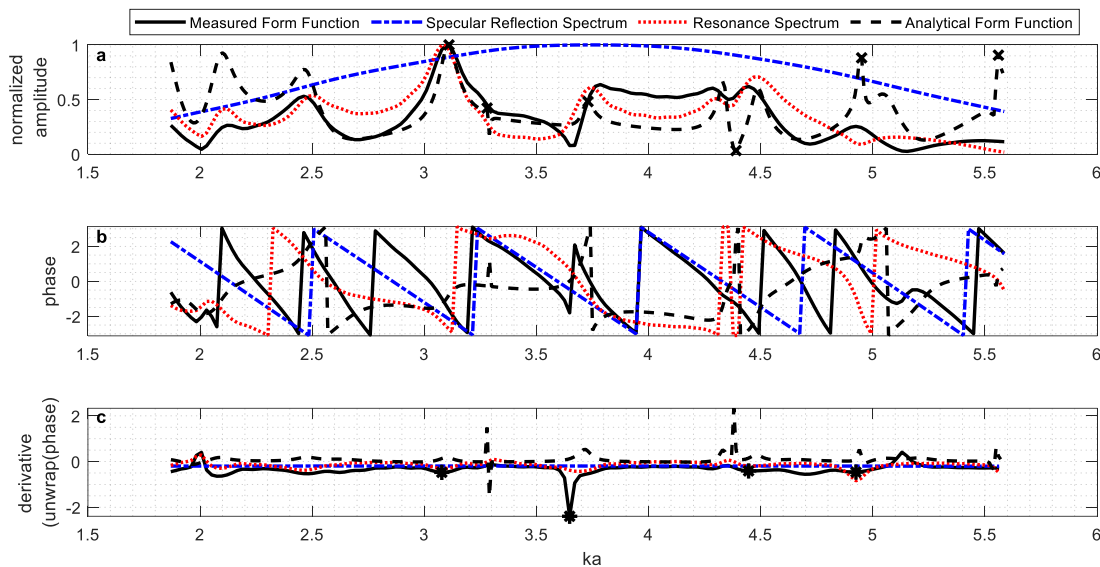 Measured Form Function Specular Reflection Spectrum Resonance Spectrum Analytical Form Function
a
normalized
amplitude
1
0.5
0
1.5 2 2.5 3 3.5 4 4.5 5 5.5 6
b
phase
2
0
-2
1.5 2 2.5 3 3.5 4 4.5 5 5.5 6
c
derivative
(unwrap(phase)
2
0
-2
1.5 2 2.5 3 3.5 4 4.5 5 5.5 6
ka